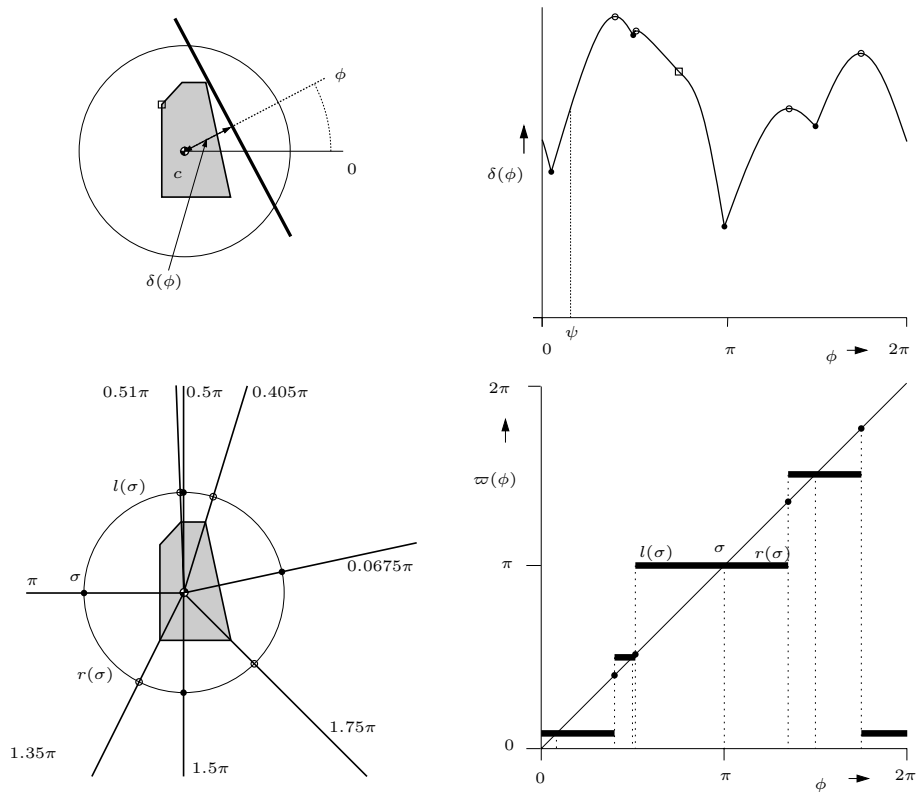 ϕ
c
0
δ(ϕ)
δ(ϕ)
ψ
0
π
ϕ
2π
0.51π
0.5π
0.405π
l(σ)
π
σ
0.0675π
r(σ)
1.75π
1.35π
1.5π
2π
ϖ(ϕ)
π
l(σ)
σ
r(σ)
0
0
π
ϕ
2π